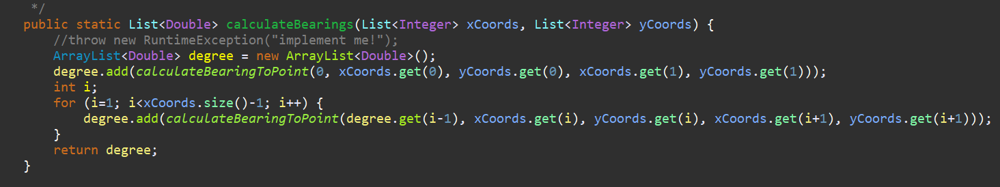 */
public static List<Double> calculateBearings(List<Integer> xCoords, List<Integer> yCoords) {
//throw new RuntimeException("implement me!");
ArrayList<Double> degree = new ArrayList<Double>();
degree.add(calculateBearingToPoint(0, xCoords.get(0), yCoords.get(0), xCoords.get(1), yCoords.get(1)));
int i;
for (i=1; i<xCoords.size()-1; i++) {
degree.add(calculateBearingToPoint(degree.get(i-1), xCoords.get(i), yCoords.get(i), xCoords.get(i+1), yCoords.get(i+1)));
}
return degree;
}